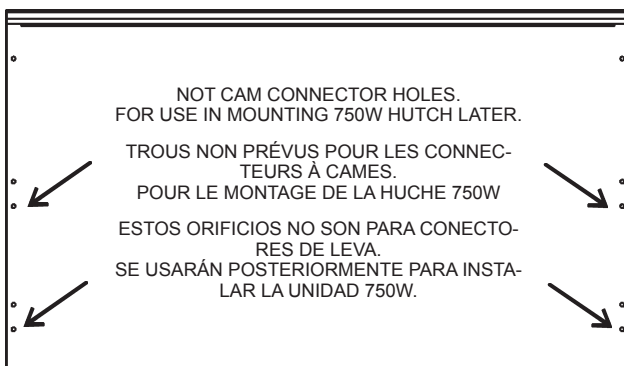 NOT CAM CONNECTOR HOLES.
FOR USE IN MOUNTING 750W HUTCH LATER.
TROUS NON PRÉVUS POUR LES CONNEC-
TEURS À CAMES.
POUR LE MONTAGE DE LA HUCHE 750W
ESTOS ORIFICIOS NO SON PARA CONECTO-
RES DE LEVA.
SE USARÁN POSTERIORMENTE PARA INSTA-
LAR LA UNIDAD 750W.